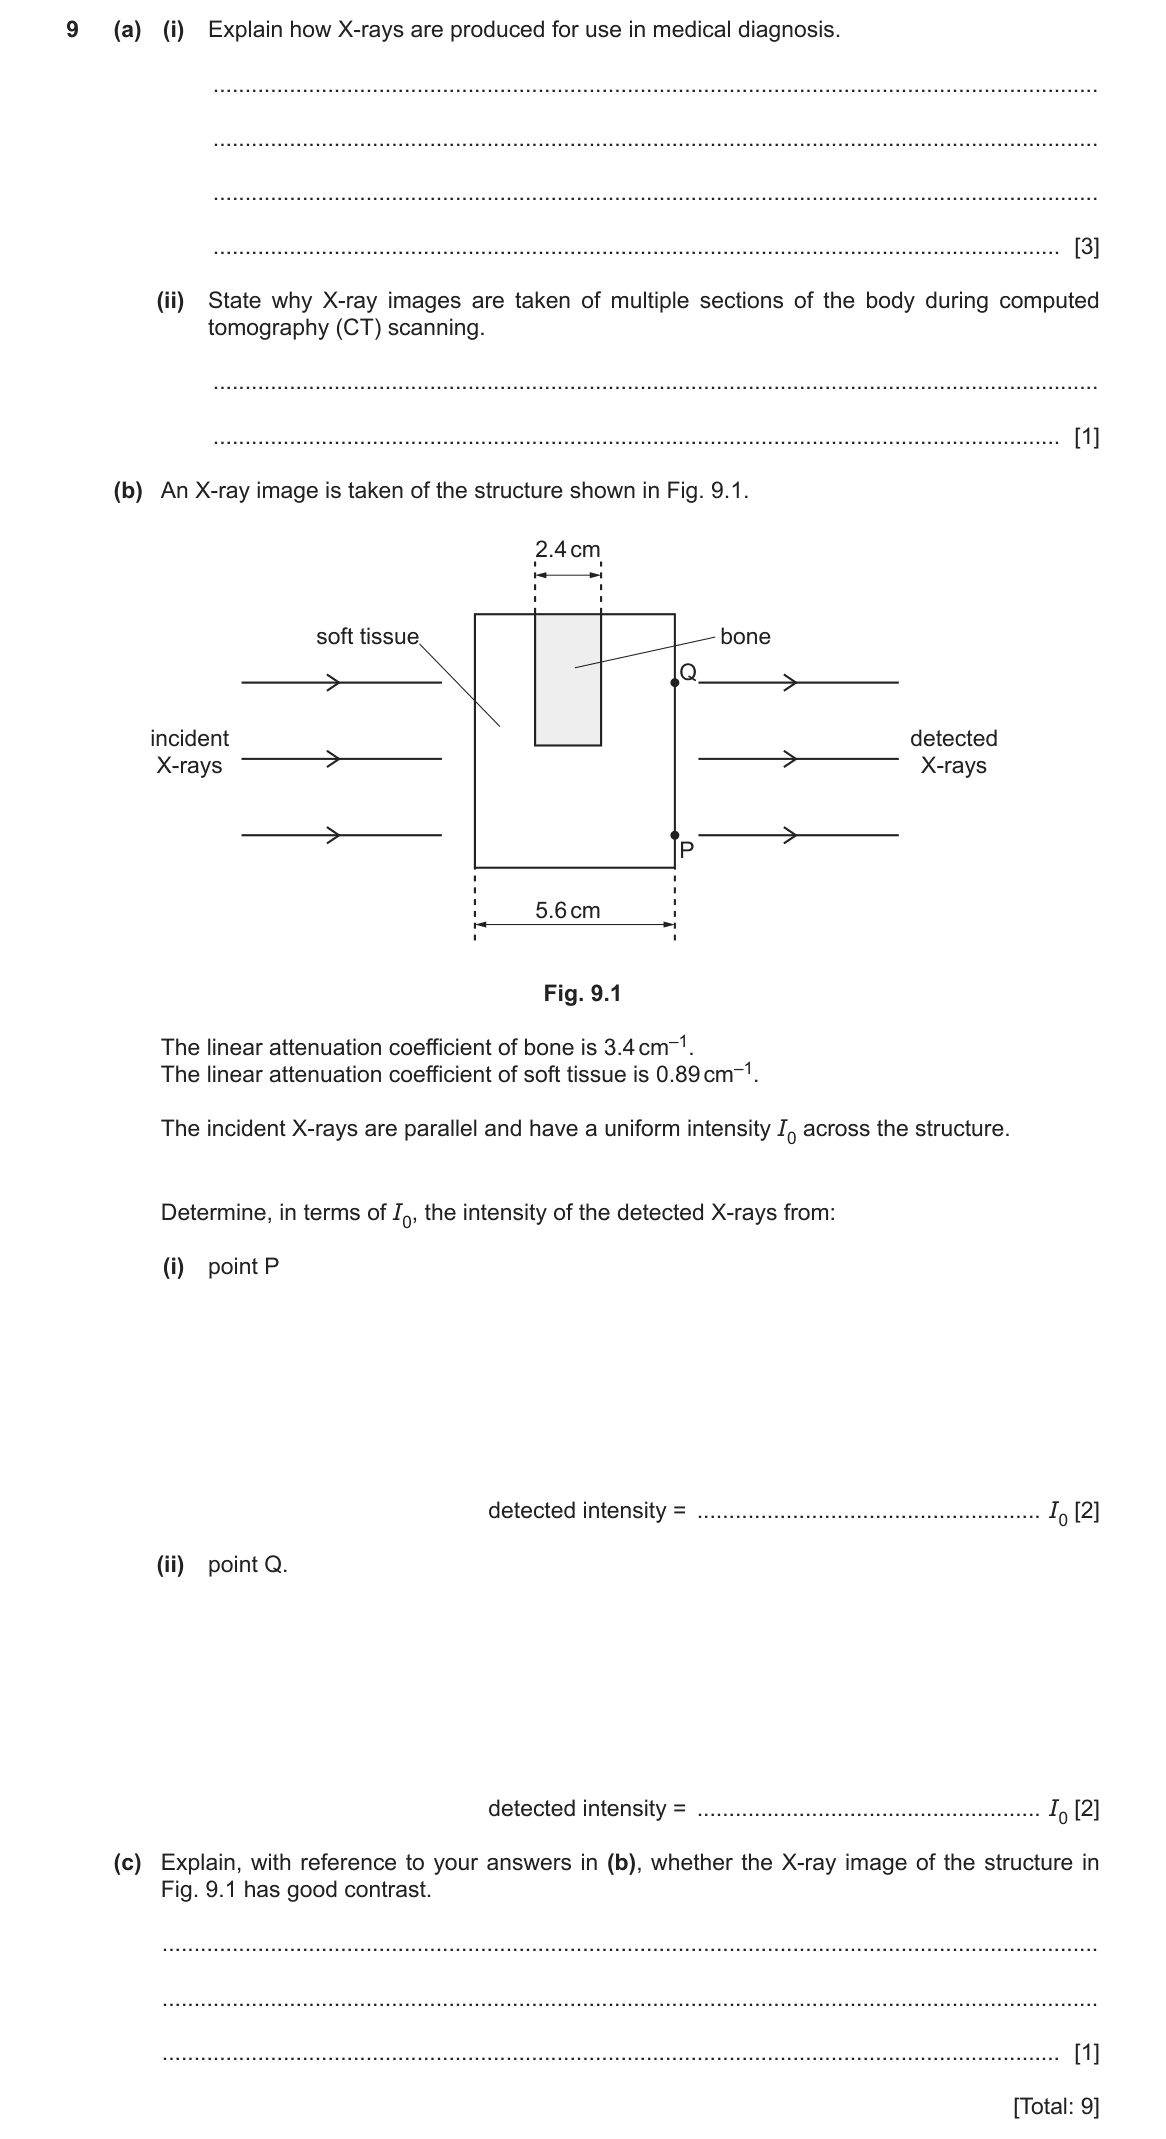 9 (a) (i) Explain how X-rays are produced for use in medical diagnosis.
[3]
(ii) State why X-ray images are taken of multiple sections of the body during computed
tomography (CT) scanning.
[1]
(b) An X-ray image is taken of the structure shown in Fig. 9.1.
2.4 cm
soft tissue
bone
Q
incident
X-rays
detected
X-rays
P
5.6 cm
Fig. 9.1
The linear attenuation coefficient of bone is 3.4 cm⁻¹.
The linear attenuation coefficient of soft tissue is 0.89 cm⁻¹.
The incident X-rays are parallel and have a uniform intensity I₀ across the structure.
Determine, in terms of I₀, the intensity of the detected X-rays from:
(i) point P
detected intensity = ...................................................... I₀ [2]
(ii) point Q.
detected intensity = ...................................................... I₀ [2]
(c) Explain, with reference to your answers in (b), whether the X-ray image of the structure in
Fig. 9.1 has good contrast.
[1]
[Total: 9]